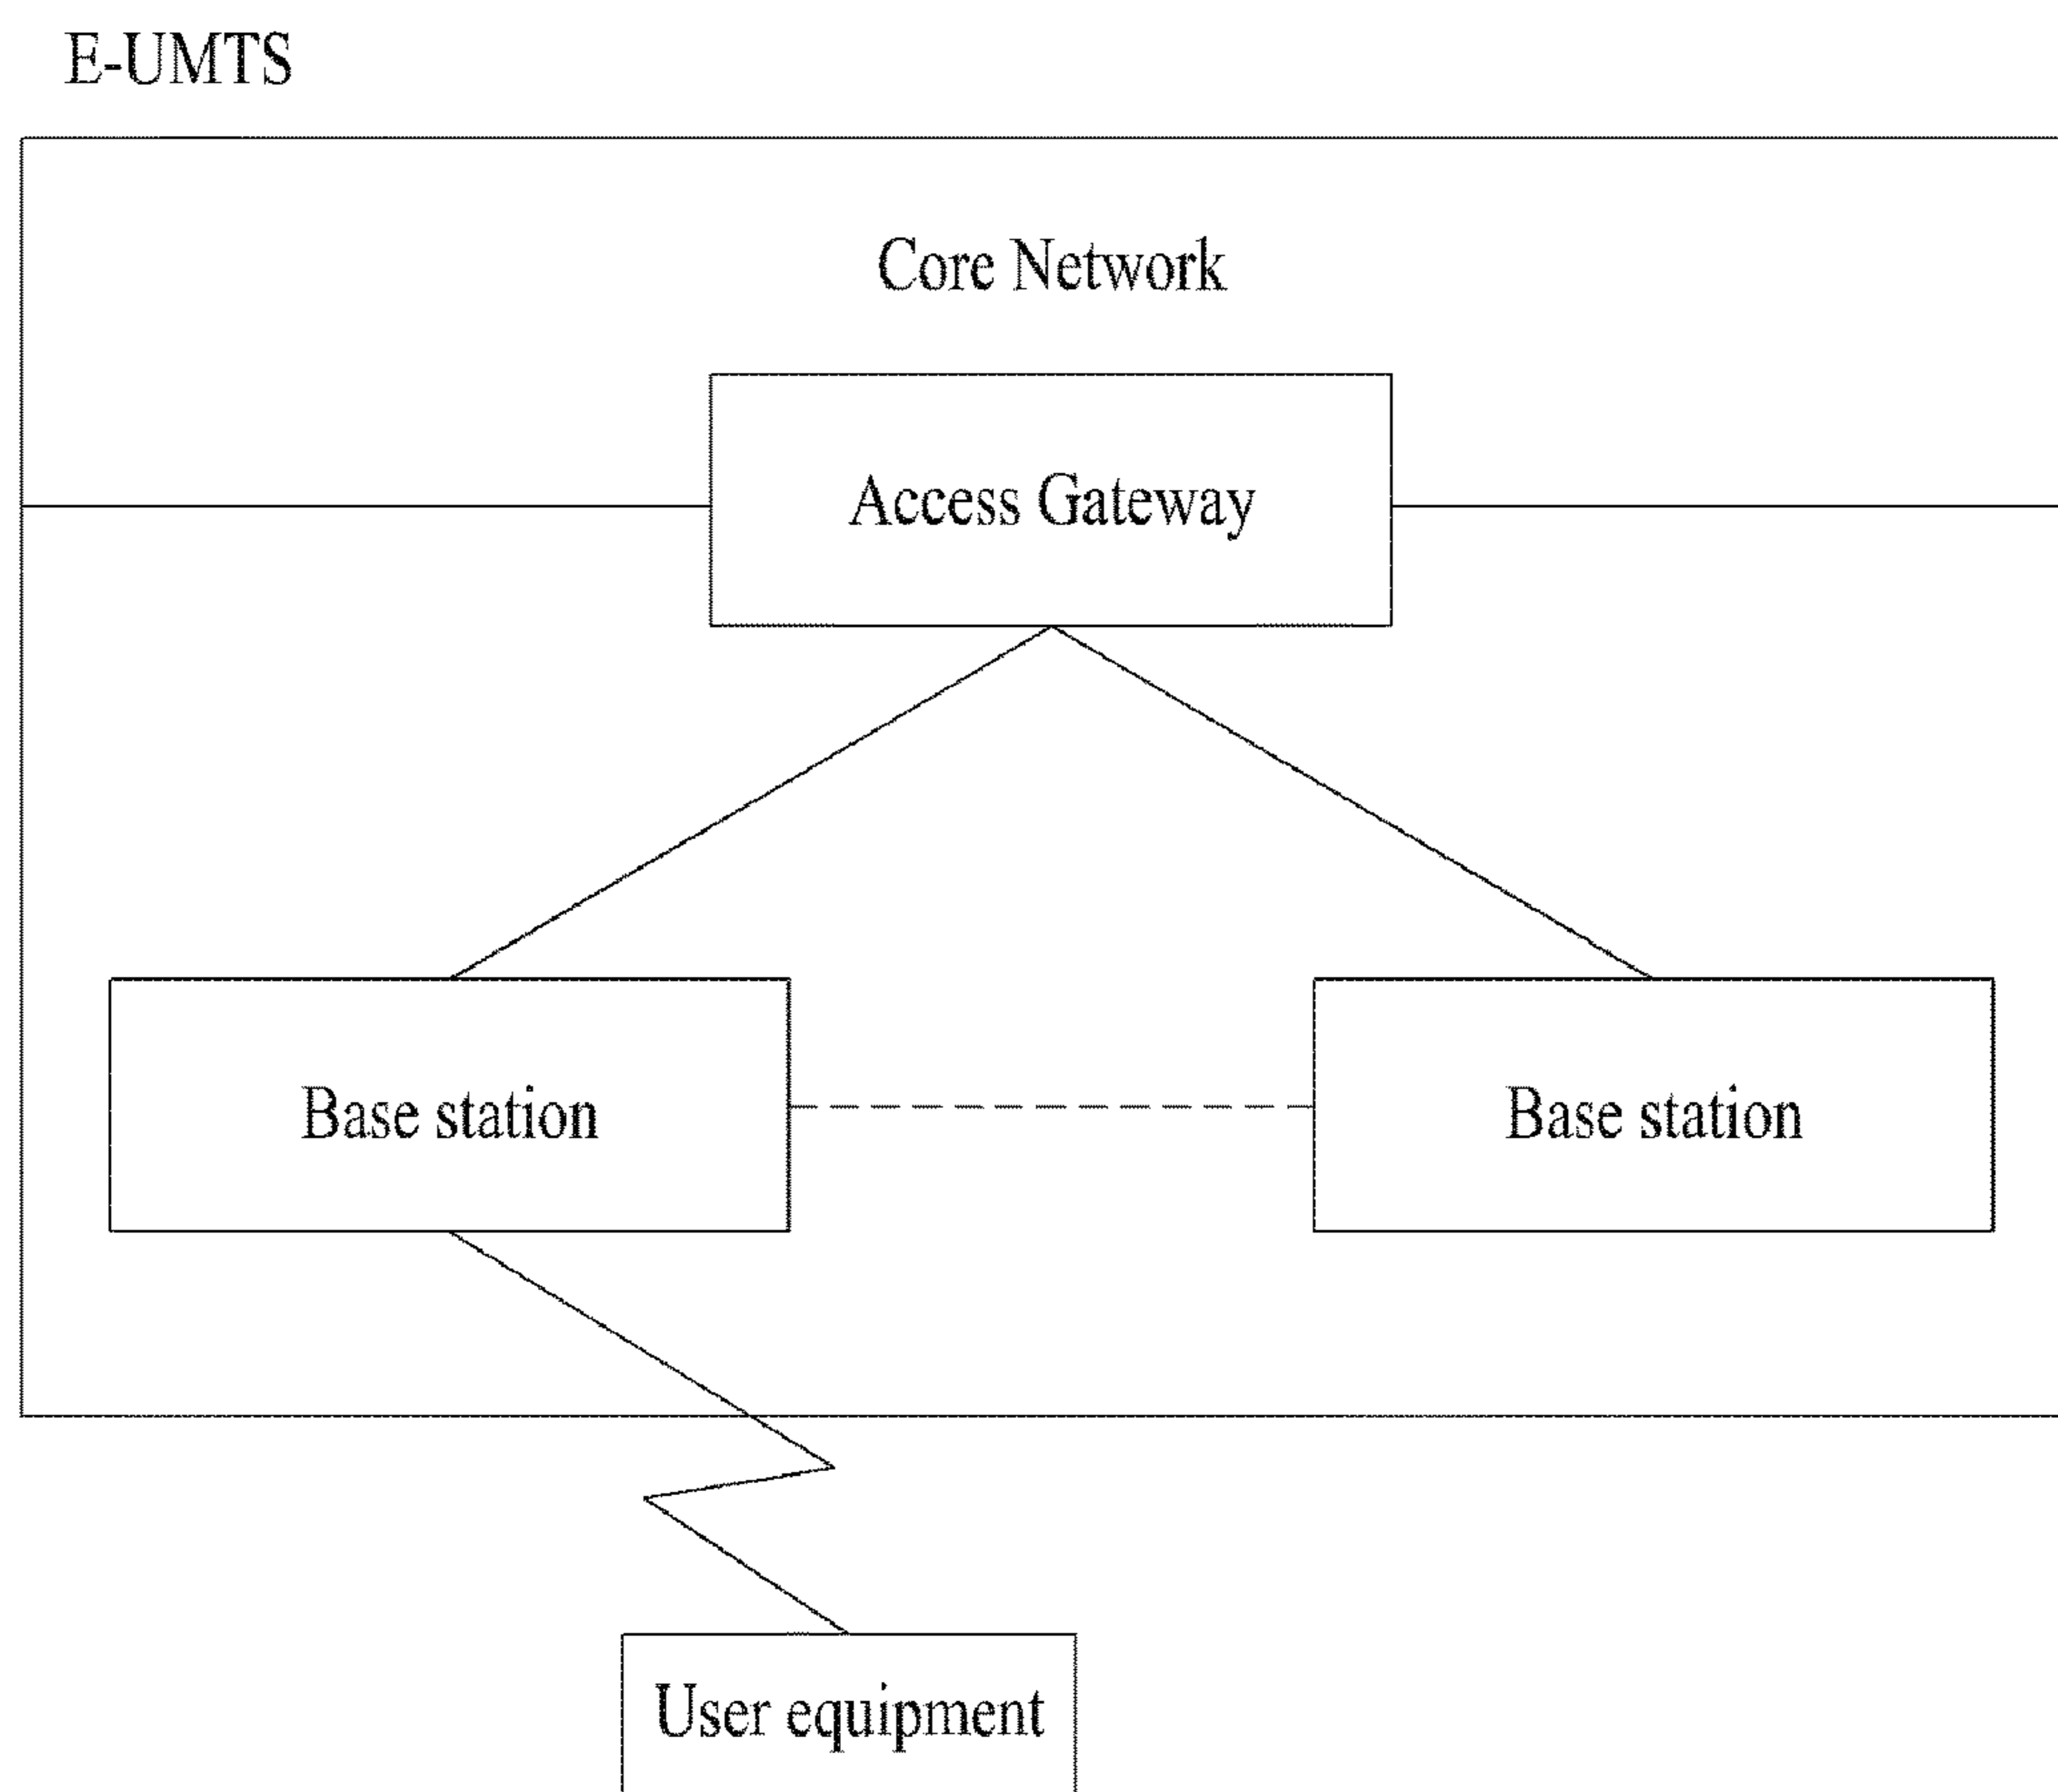 E-UMTS
Core Network
Access Gateway
Base station
Base station
User equipment